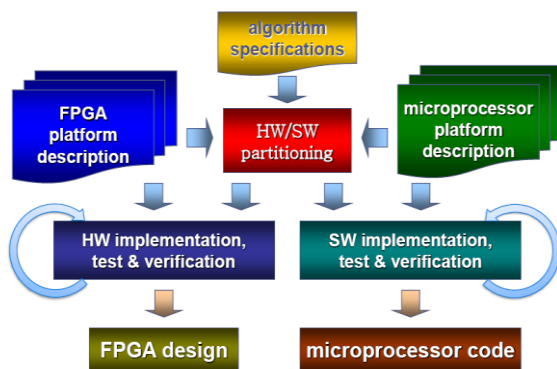 algorithm
specifications
FPGA
platform
description
HW/SW
partitioning
microprocessor
platform
description
HW implementation,
test & verification
SW implementation,
test & verification
FPGA design
microprocessor code